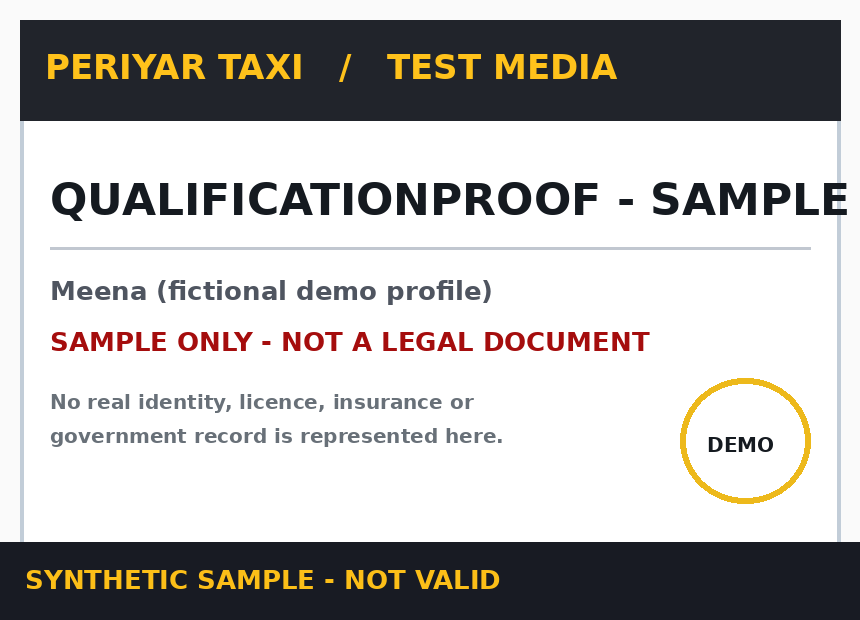 PERIYAR TAXI / TEST MEDIA
QUALIFICATIONPROOF - SAMPLE
Meena (fictional demo profile)
SAMPLE ONLY - NOT A LEGAL DOCUMENT
No real identity, licence, insurance or
government record is represented here.
DEMO
SYNTHETIC SAMPLE - NOT VALID